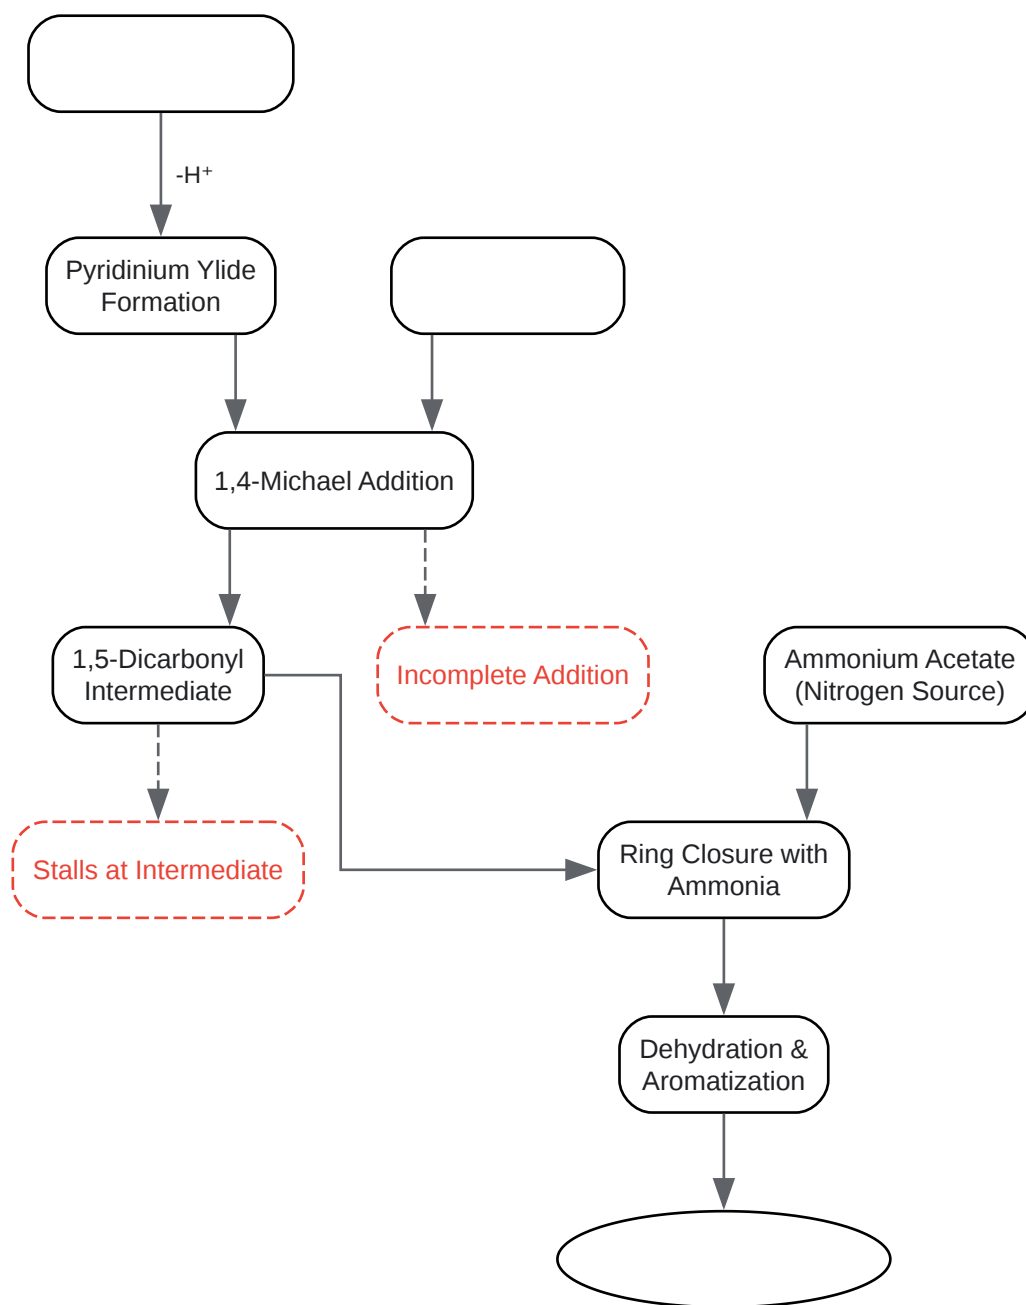 -H⁺
Pyridinium Ylide
Formation
1,4-Michael Addition
1,5-Dicarbonyl
Intermediate
Incomplete Addition
Ammonium Acetate
(Nitrogen Source)
Stalls at Intermediate
Ring Closure with
Ammonia
Dehydration &
Aromatization